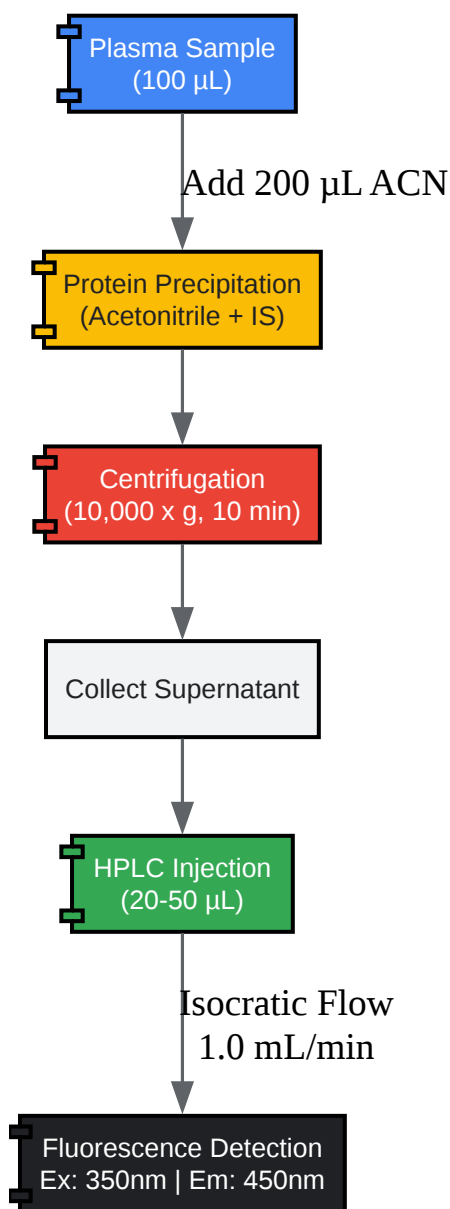 Plasma Sample
(100 µL)
Add 200 µL ACN
Protein Precipitation
(Acetonitrile + IS)
Centrifugation
(10,000 x g, 10 min)
Collect Supernatant
HPLC Injection
(20-50 µL)
Isocratic Flow
1.0 mL/min
Fluorescence Detection
Ex: 350nm | Em: 450nm